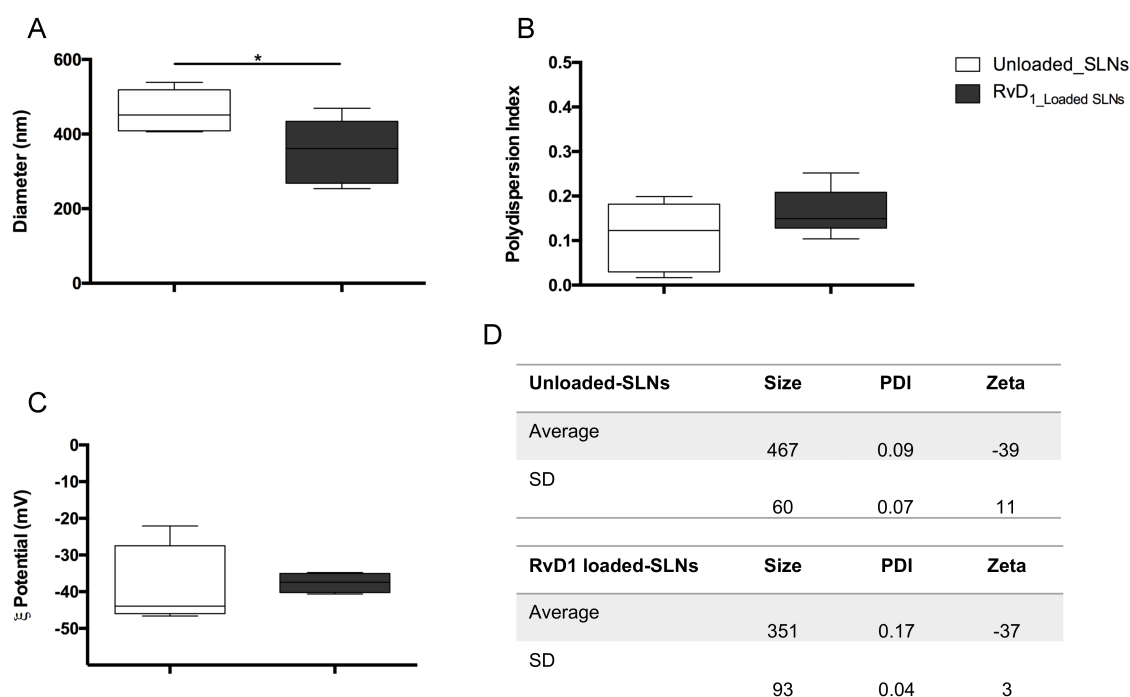 A
600
400
200
0
Diameter (nm)
*
B
0.5
0.4
0.3
0.2
0.1
0.0
Polydispersion Index
Unloaded_SLNs
RvD1_Loaded SLNs
C
0
-10
-20
-30
-40
-50
ξ Potential (mV)
D
Unloaded-SLNs Size PDI Zeta
Average
467 0.09 -39
SD
60 0.07 11
RvD1 loaded-SLNs Size PDI Zeta
Average
351 0.17 -37
SD
93 0.04 3